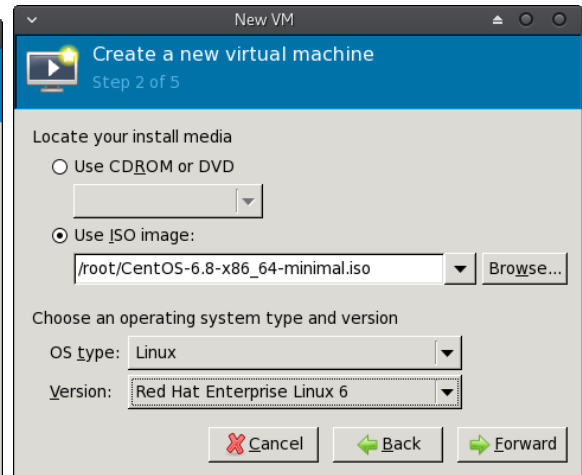 New VM
Create a new virtual machine
Step 2 of 5
Locate your install media
Use CDROM or DVD
Use ISO image:
/root/CentOS-6.8-x86_64-minimal.iso Browse...
Choose an operating system type and version
OS type: Linux
Version: Red Hat Enterprise Linux 6
Cancel Back Forward